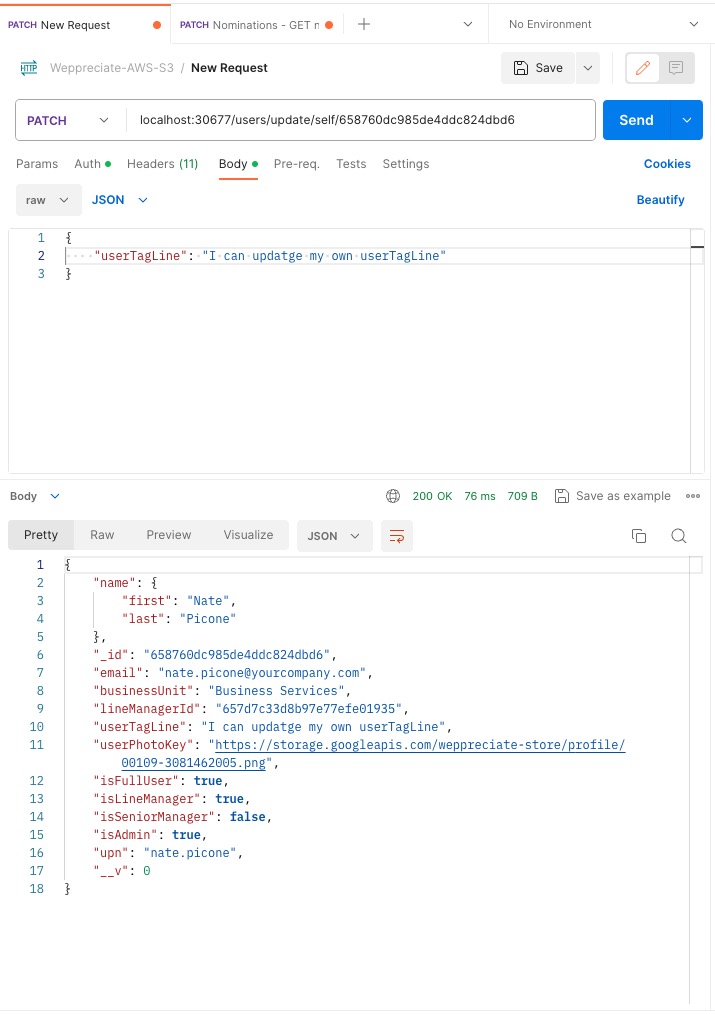 PATCH New Request
PATCH Nominations - GET n
No Environment
HTTP Weppreciate-AWS-S3 / New Request
Save
PATCH
localhost:30677/users/update/self/658760dc985de4ddc824dbd6
Send
Params Auth Headers (11) Body Pre-req. Tests Settings
Cookies
raw JSON
Beautify
1 {
2 ····"userTagLine":·"I·can·updatge·my·own·userTagLine"
3 }
Body
200 OK 76 ms 709 B Save as example
Pretty Raw Preview Visualize JSON
1 {
2 "name": {
3 "first": "Nate",
4 "last": "Picone"
5 },
6 "_id": "658760dc985de4ddc824dbd6",
7 "email": "nate.picone@yourcompany.com",
8 "businessUnit": "Business Services",
9 "lineManagerId": "657d7c33d8b97e77efe01935",
10 "userTagLine": "I can updatge my own userTagLine",
11 "userPhotoKey": "https://storage.googleapis.com/weppreciate-store/profile/
00109-3081462005.png",
12 "isFullUser": true,
13 "isLineManager": true,
14 "isSeniorManager": false,
15 "isAdmin": true,
16 "upn": "nate.picone",
17 "__v": 0
18 }